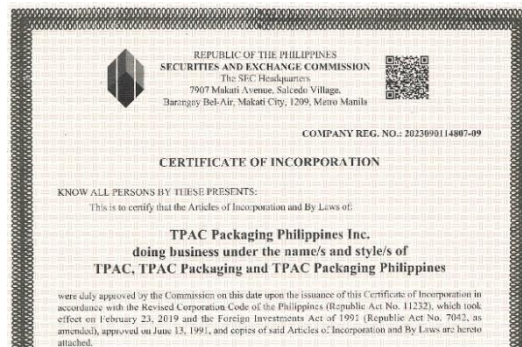 REPUBLIC OF THE PHILIPPINES
SECURITIES AND EXCHANGE COMMISSION
The SEC Headquarters
7907 Makati Avenue, Salcedo Village,
Barangay Bel-Air, Makati City, 1209, Metro Manila
COMPANY REG. NO.: 2023090114807-09
CERTIFICATE OF INCORPORATION
KNOW ALL PERSONS BY THESE PRESENTS:
This is to certify that the Articles of Incorporation and By Laws of:
TPAC Packaging Philippines Inc.
doing business under the name/s and style/s of
TPAC, TPAC Packaging and TPAC Packaging Philippines
were duly approved by the Commission on this date upon the issuance of this Certificate of Incorporation in
accordance with the Revised Corporation Code of the Philippines (Republic Act No. 11232), which took
effect on February 23, 2019 and the Foreign Investments Act of 1991 (Republic Act No. 7042, as
amended), approved on June 13, 1991, and copies of said Articles of Incorporation and By Laws are hereto
attached.